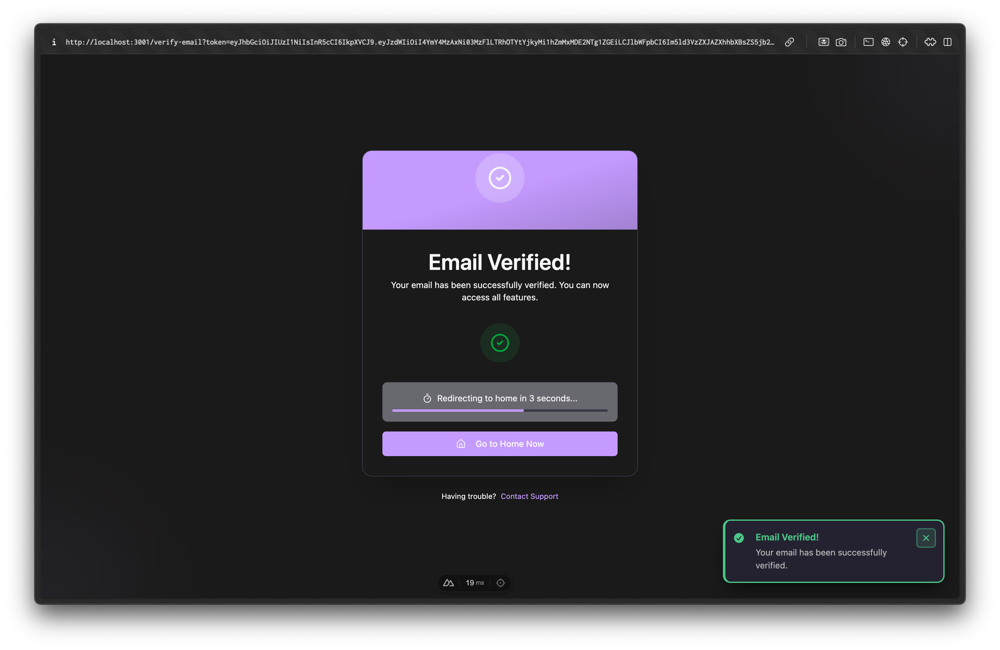 http://localhost:3001/verify-email?token=eyJhbGciOiJIUzI1NiIsInR5cCI6IkpXVCJ9.eyJzdWIiOiI4YmY4MzAxNi03MzFlLTRhOTYtYjkyMi1hZmMxMDE2NTg1ZGEiLCJlbWFpbCI6Im5ld3VzZXJAZXhhbXBsZS5jb2…
Email Verified!
Your email has been successfully verified. You can now
access all features.
Redirecting to home in 3 seconds...
Go to Home Now
Having trouble? Contact Support
Email Verified!
Your email has been successfully
verified.
19 ms